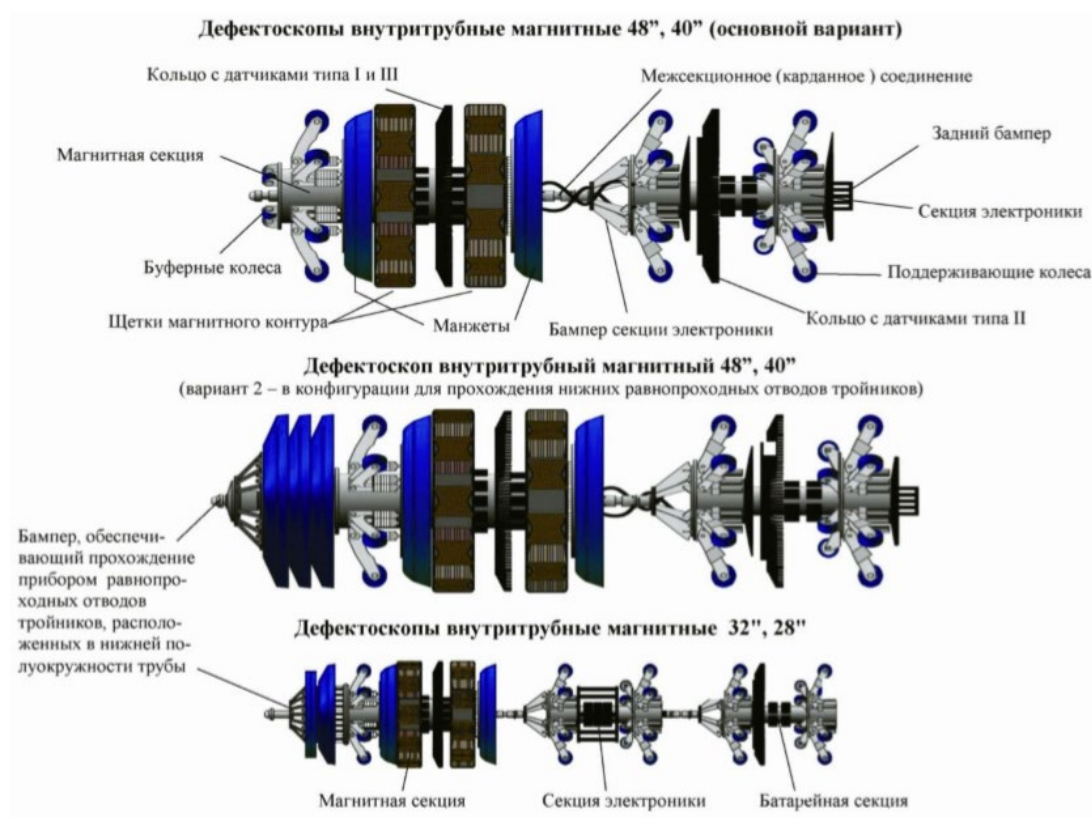 Дефектоскопы внутритрубные магнитные 48”, 40” (основной вариант)
Кольцо с датчиками типа I и III
Межсекционное (карданное ) соединение
Магнитная секция
Задний бампер
Секция электроники
Буферные колеса
Поддерживающие колеса
Щетки магнитного контура
Манжеты
Бампер секции электроники
Кольцо с датчиками типа II
Дефектоскоп внутритрубный магнитный 48”, 40”
(вариант 2 – в конфигурации для прохождения нижних равнопроходных отводов тройников)
Бампер, обеспечи-
вающий прохождение
прибором равнопро-
ходных отводов
тройников, располо-
женных в нижней по-
луокружности трубы
Дефектоскопы внутритрубные магнитные 32", 28"
Магнитная секция
Секция электроники
Батарейная секция